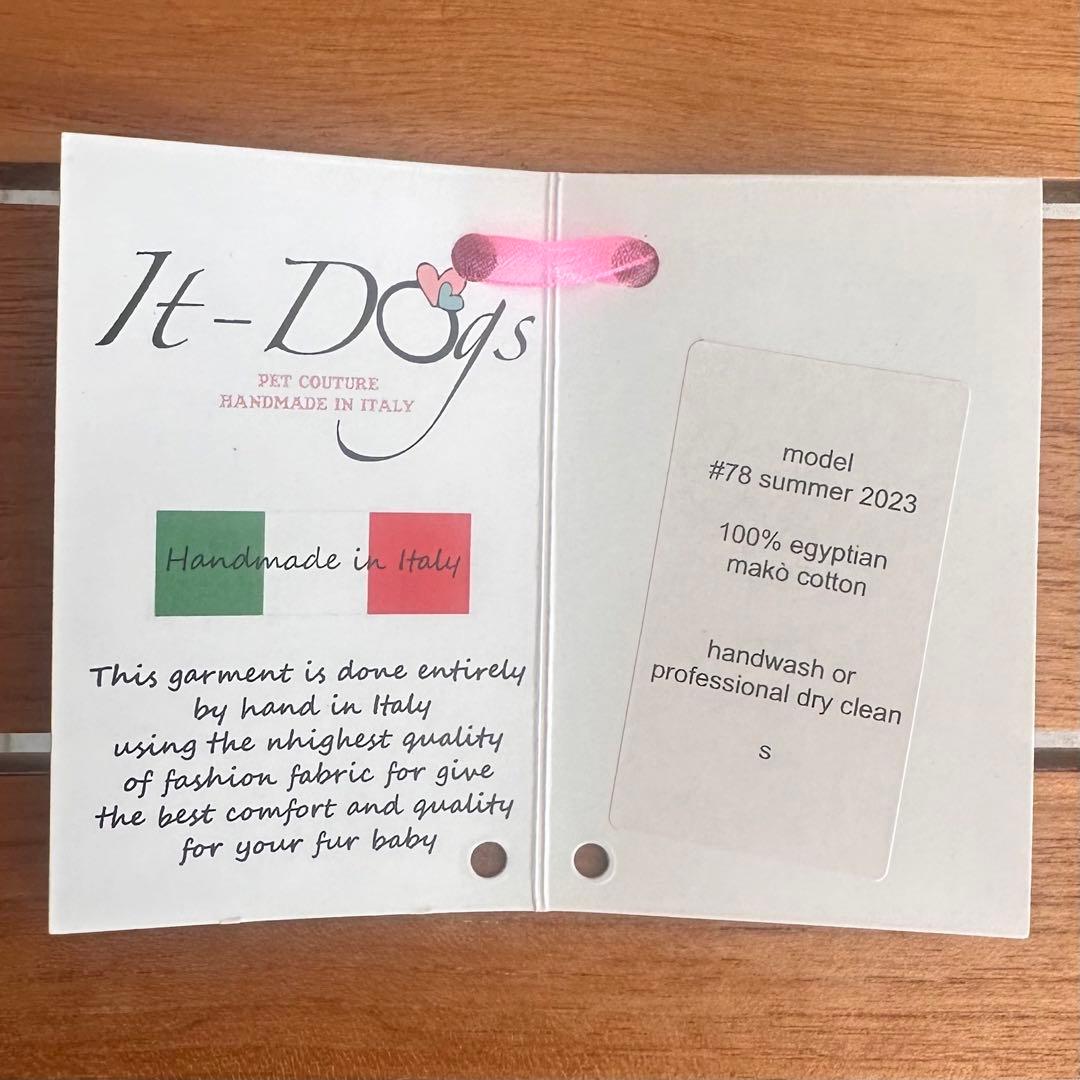 It-Dogs
PET COUTURE
HANDMADE IN ITALY
Handmade in Italy
This garment is done entirely
by hand in Italy
using the nhighest quality
of fashion fabric for give
the best comfort and quality
for your fur baby
model
#78 summer 2023
100% egyptian
makò cotton
handwash or
professional dry clean
s